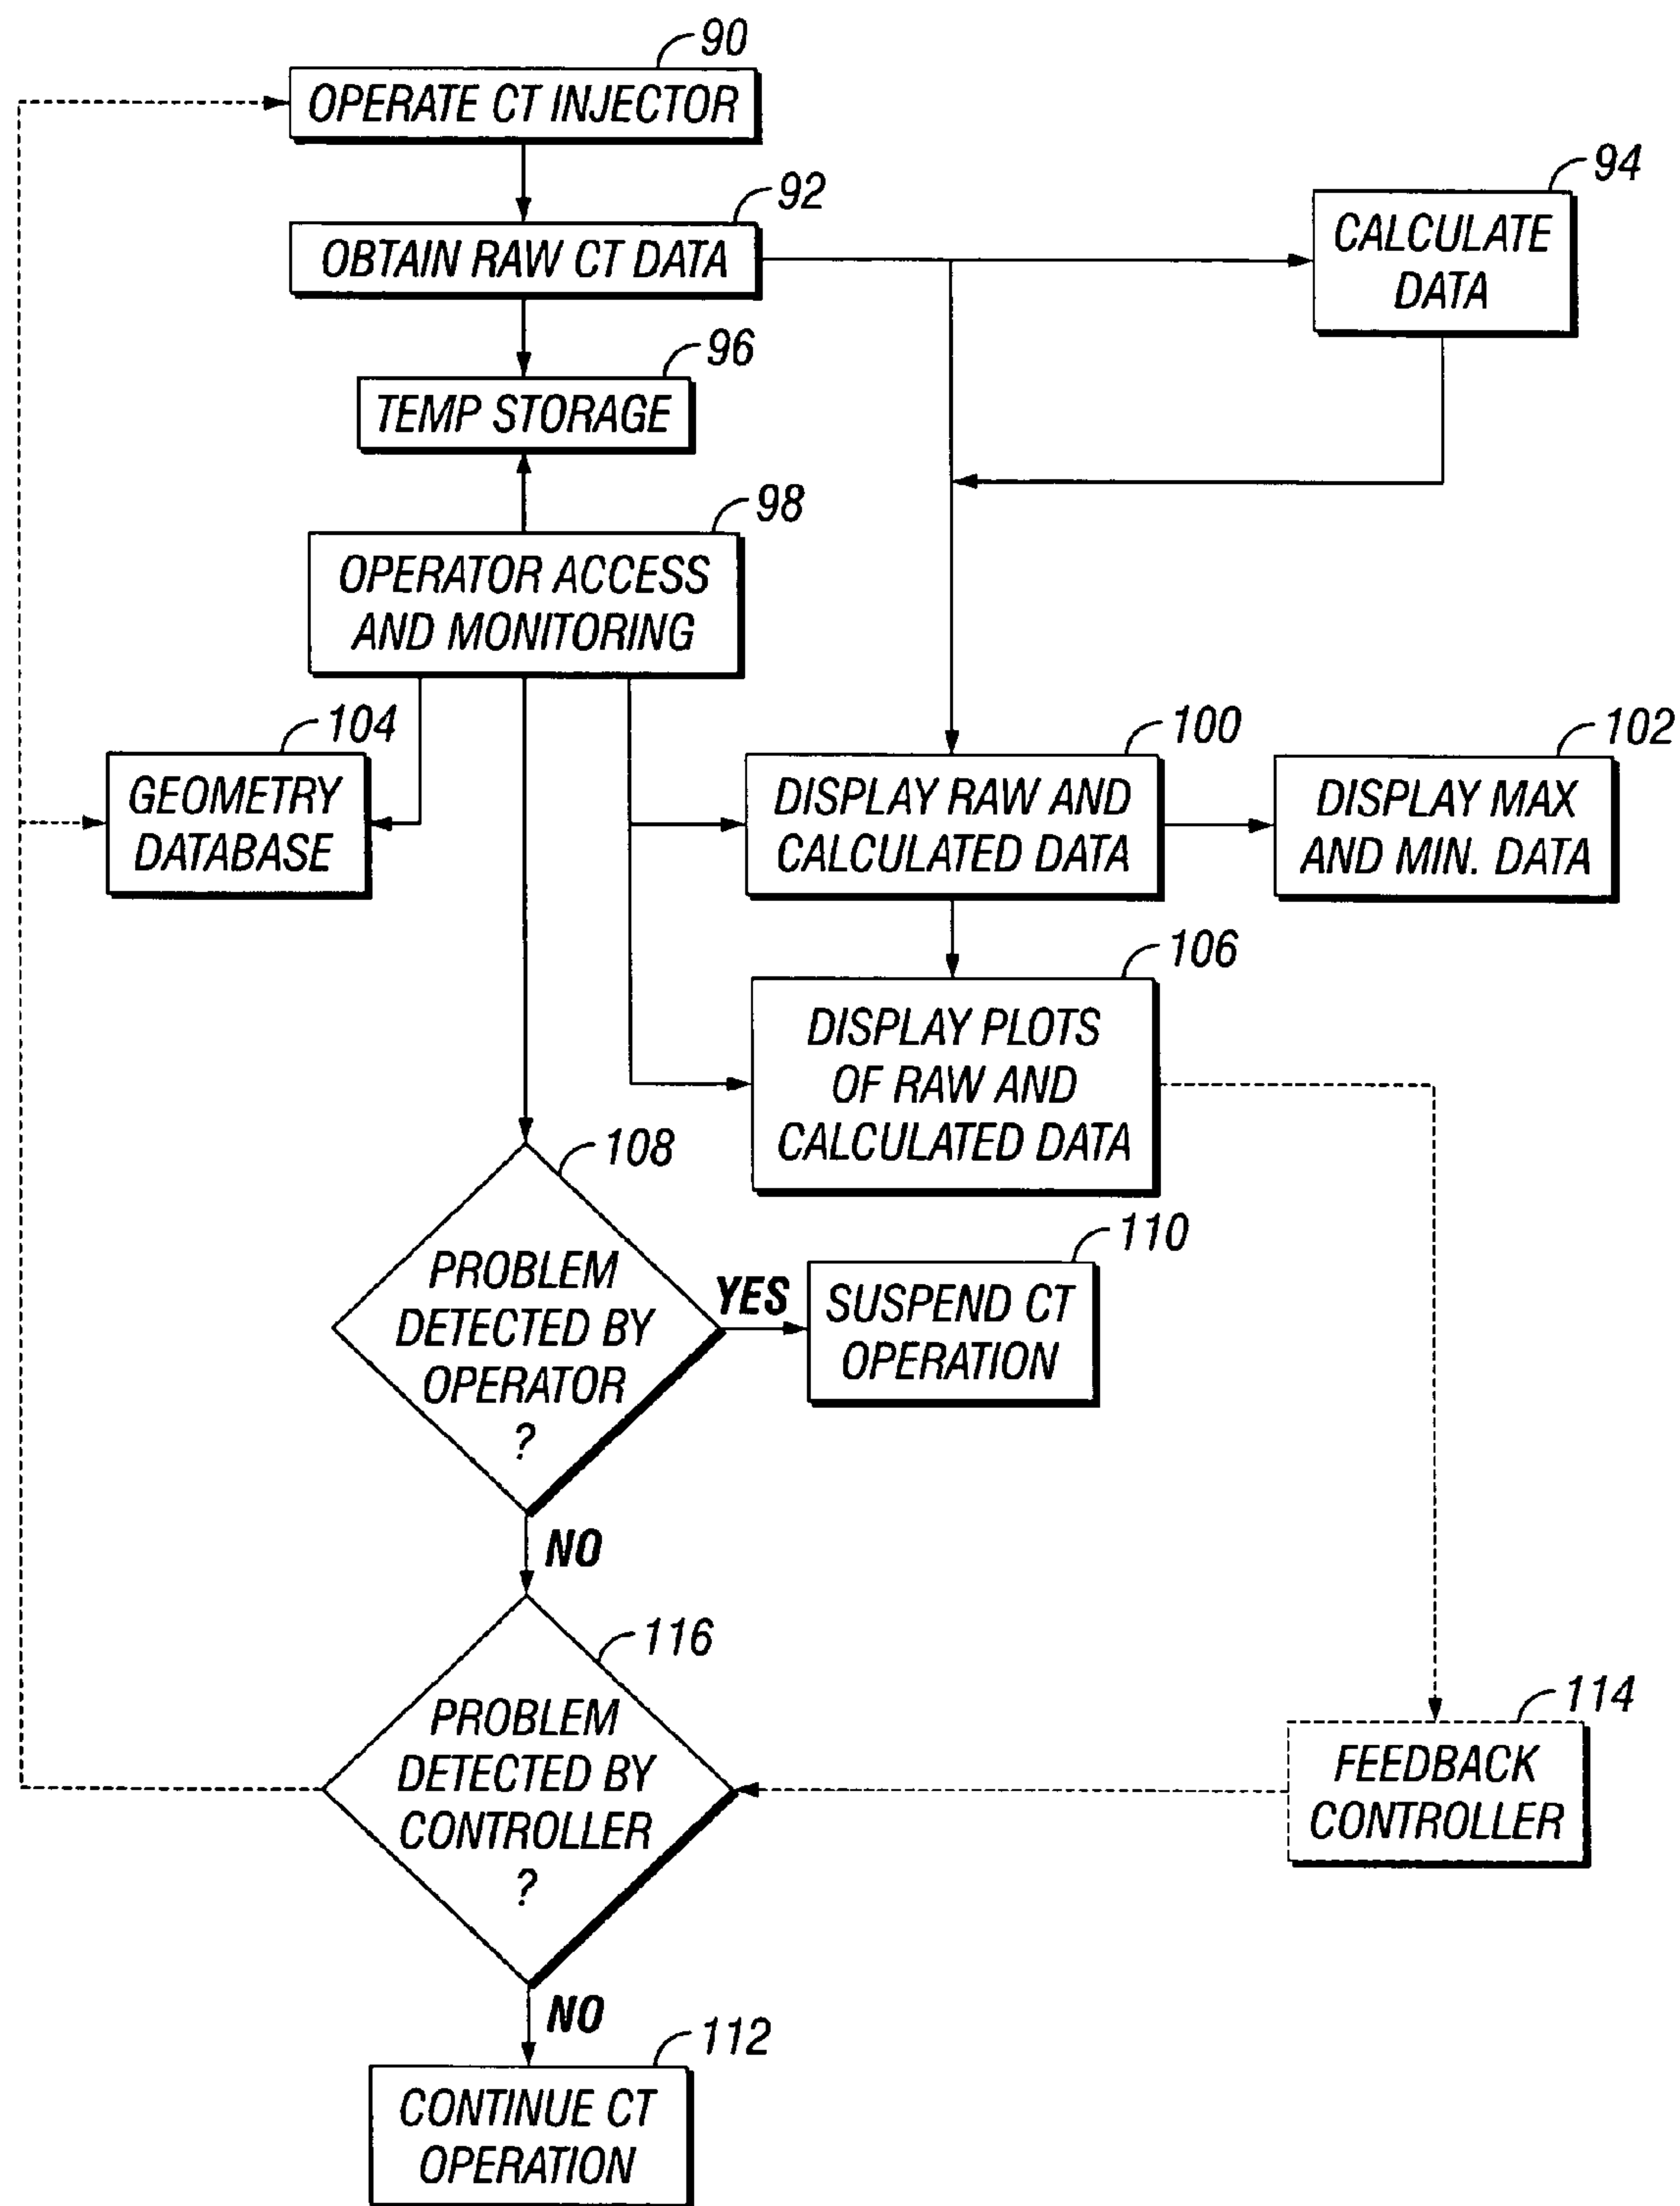 90
OPERATE CT INJECTOR
92
OBTAIN RAW CT DATA
94
CALCULATE
DATA
96
TEMP STORAGE
98
OPERATOR ACCESS
AND MONITORING
104
GEOMETRY
DATABASE
100
DISPLAY RAW AND
CALCULATED DATA
102
DISPLAY MAX
AND MIN. DATA
106
DISPLAY PLOTS
OF RAW AND
CALCULATED DATA
108
PROBLEM
DETECTED BY
OPERATOR
?
YES
110
SUSPEND CT
OPERATION
NO
116
PROBLEM
DETECTED BY
CONTROLLER
?
114
FEEDBACK
CONTROLLER
NO
112
CONTINUE CT
OPERATION